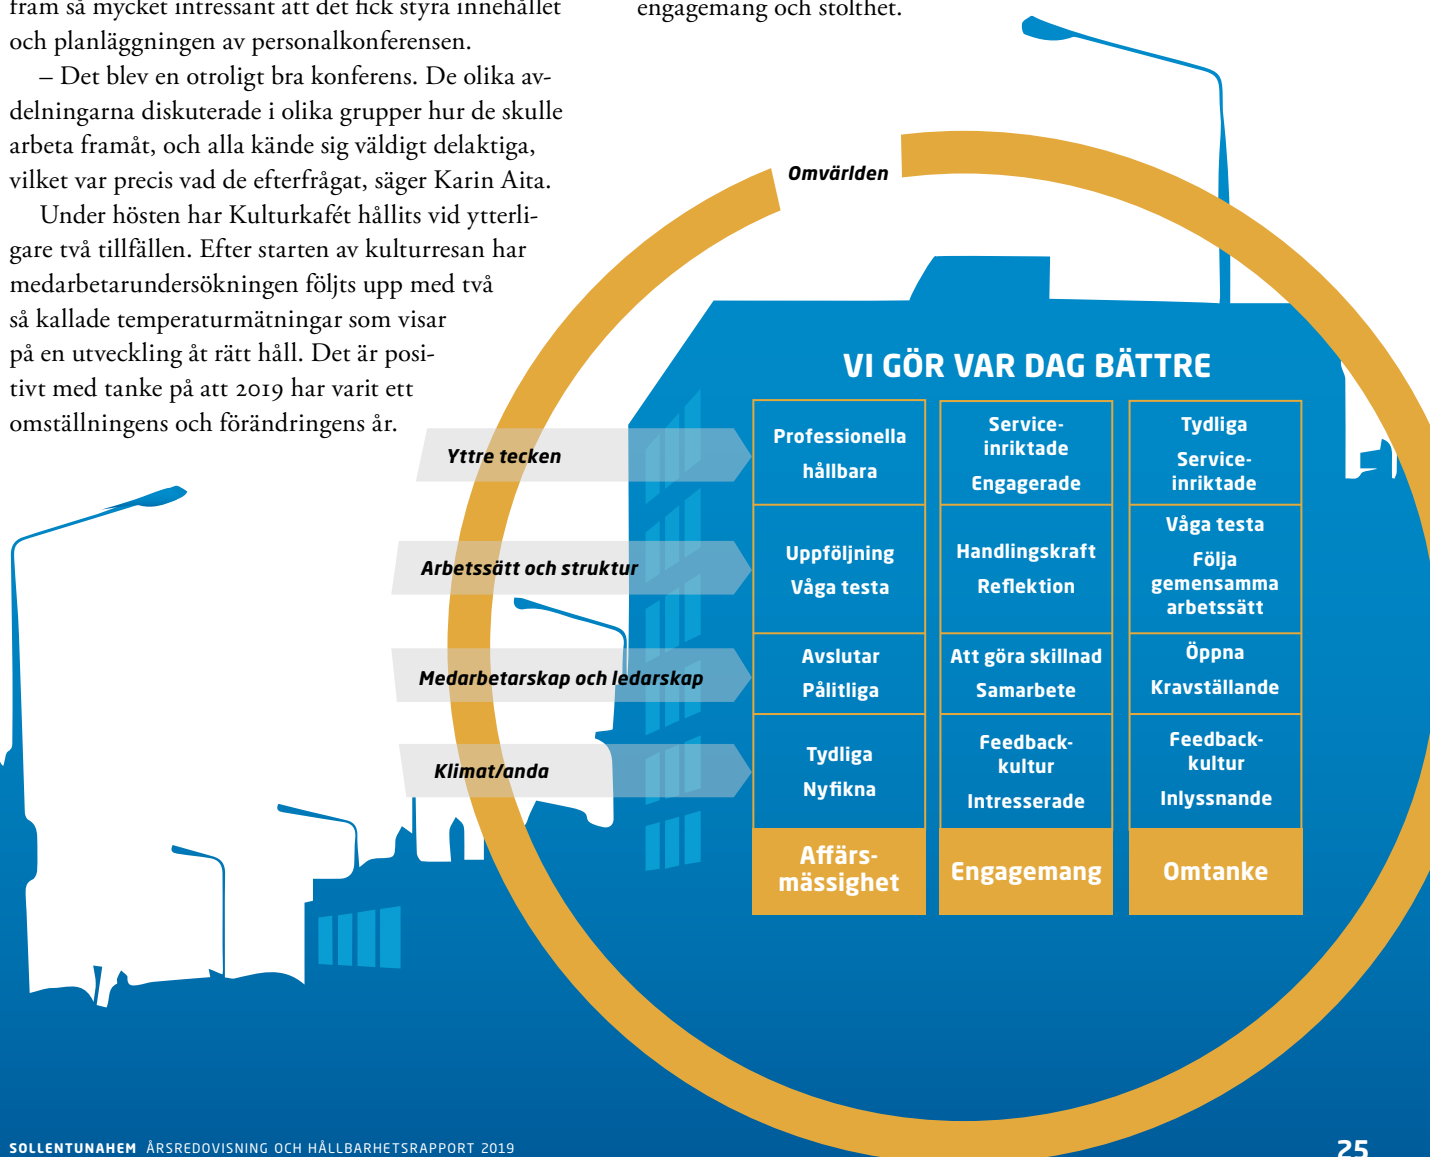 fram så mycket intressant att det fick styra innehållet
och planläggningen av personalkonferensen.
– Det blev en otroligt bra konferens. De olika av-
delningarna diskuterade i olika grupper hur de skulle
arbeta framåt, och alla kände sig väldigt delaktiga,
vilket var precis vad de efterfrågat, säger Karin Aita.
Under hösten har Kulturkafét hållits vid ytterli-
gare två tillfällen. Efter starten av kulturresan har
medarbetarundersökningen följts upp med två
så kallade temperaturmätningar som visar
på en utveckling åt rätt håll. Det är posi-
tivt med tanke på att 2019 har varit ett
omställningens och förändringens år.
engagemang och stolthet.
Omvärlden
VI GÖR VAR DAG BÄTTRE
Yttre tecken
Professionella
hållbara
Service-
inriktade
Engagerade
Tydliga
Service-
inriktade
Arbetssätt och struktur
Uppföljning
Våga testa
Handlingskraft
Reflektion
Våga testa
Följa
gemensamma
arbetssätt
Medarbetarskap och ledarskap
Avslutar
Pålitliga
Att göra skillnad
Samarbete
Öppna
Kravställande
Klimat/anda
Tydliga
Nyfikna
Feedback-
kultur
Intresserade
Feedback-
kultur
Inlyssnande
Affärs-
mässighet
Engagemang
Omtanke
SOLLENTUNAHEM ÅRSREDOVISNING OCH HÅLLBARHETSRAPPORT 2019
25